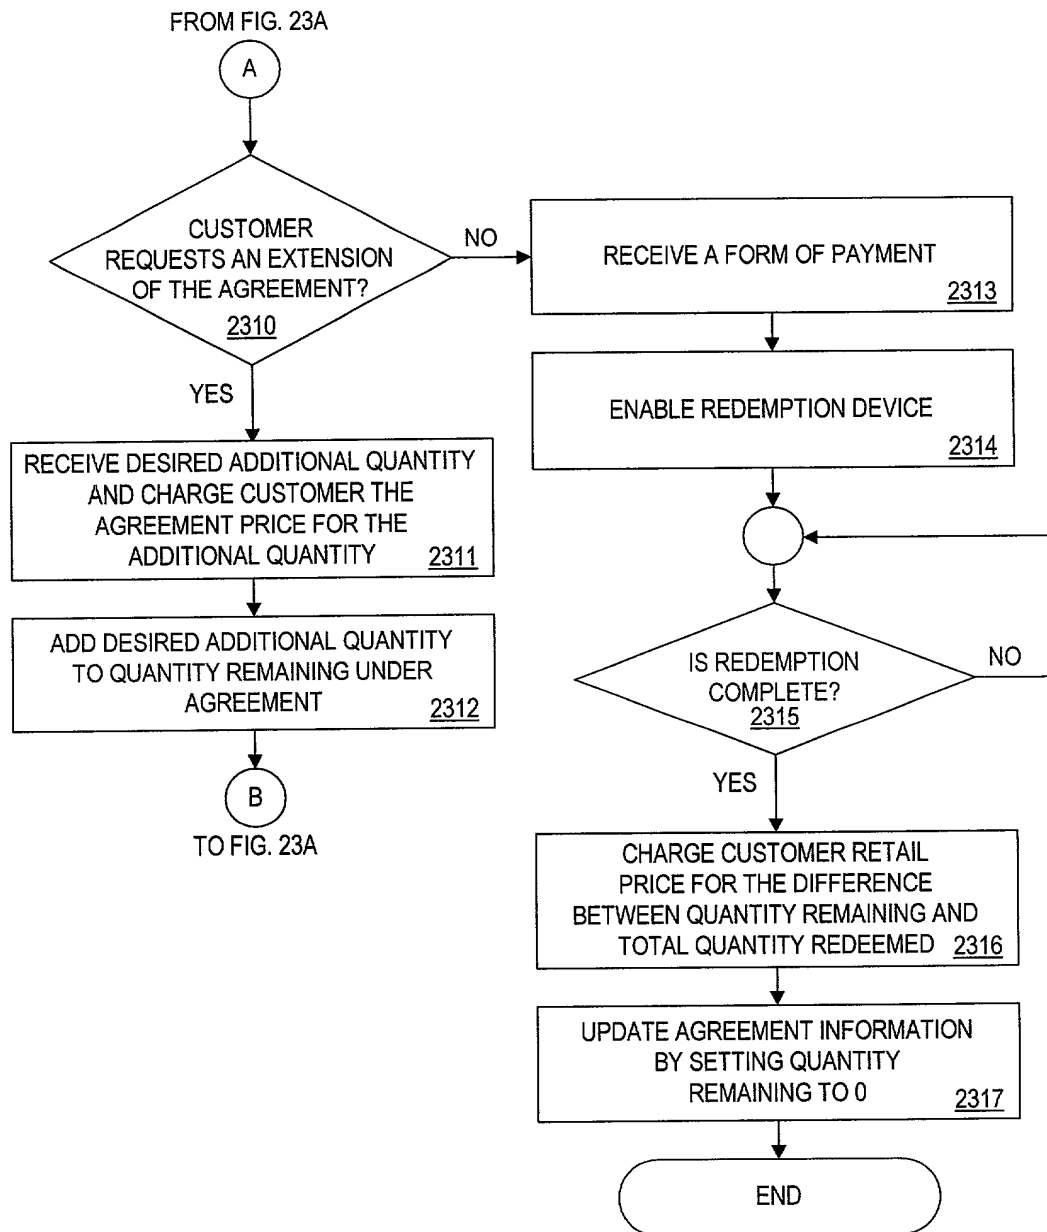 FROM FIG. 23A
A
CUSTOMER
REQUESTS AN EXTENSION
OF THE AGREEMENT?
2310
NO
YES
RECEIVE DESIRED ADDITIONAL QUANTITY
AND CHARGE CUSTOMER THE
AGREEMENT PRICE FOR THE
ADDITIONAL QUANTITY
2311
ADD DESIRED ADDITIONAL QUANTITY
TO QUANTITY REMAINING UNDER
AGREEMENT
2312
B
TO FIG. 23A
RECEIVE A FORM OF PAYMENT
2313
ENABLE REDEMPTION DEVICE
2314
IS REDEMPTION
COMPLETE?
2315
NO
YES
CHARGE CUSTOMER RETAIL
PRICE FOR THE DIFFERENCE
BETWEEN QUANTITY REMAINING AND
TOTAL QUANTITY REDEEMED
2316
UPDATE AGREEMENT INFORMATION
BY SETTING QUANTITY
REMAINING TO 0
2317
END